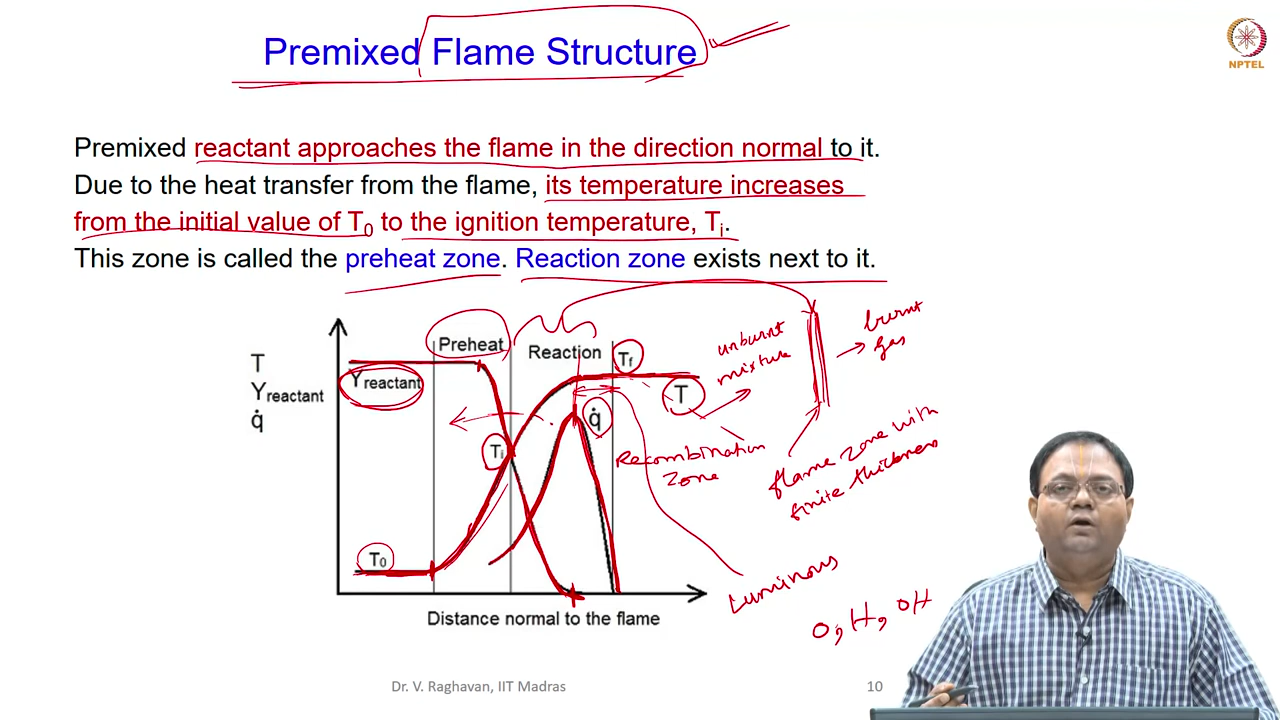 Premixed Flame Structure
NPTEL
Premixed reactant approaches the flame in the direction normal to it.
Due to the heat transfer from the flame, its temperature increases
from the initial value of T0 to the ignition temperature, Ti.
This zone is called the preheat zone. Reaction zone exists next to it.
T
Yreactant
q̇
Preheat
Reaction
Tf
Yreactant
T
q̇
Ti
T0
Distance normal to the flame
unburnt
mixture
burnt
gas
Recombination
zone
flame zone with
finite thickness
Luminous
O, H, OH
Dr. V. Raghavan, IIT Madras
10